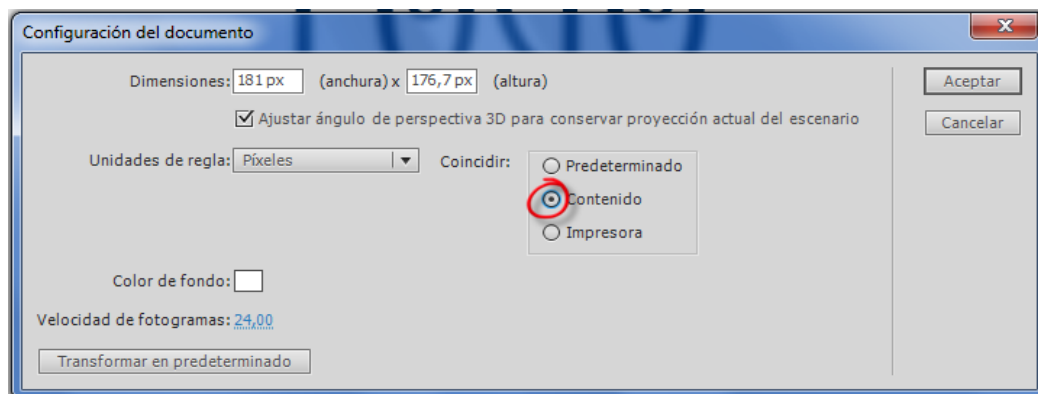 Configuración del documento
Dimensiones: 181 px (anchura) x 176,7 px (altura)
Aceptar
Ajustar ángulo de perspectiva 3D para conservar proyección actual del escenario
Cancelar
Unidades de regla: Píxeles Coincidir: Predeterminado
Contenido
Impresora
Color de fondo:
Velocidad de fotogramas: 24,00
Transformar en predeterminado